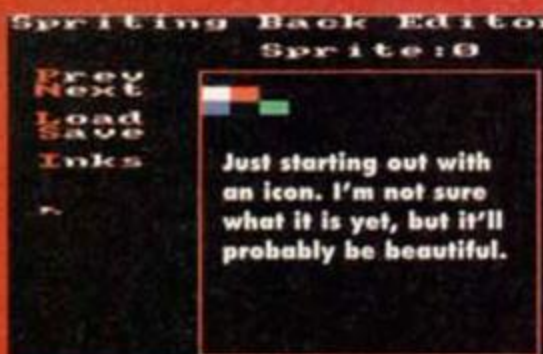 Spriting Back Editor
Sprite:0
Prev
Next
Load
Save
Inks
Just starting out with
an icon. I'm not sure
what it is yet, but it'll
probably be beautiful.